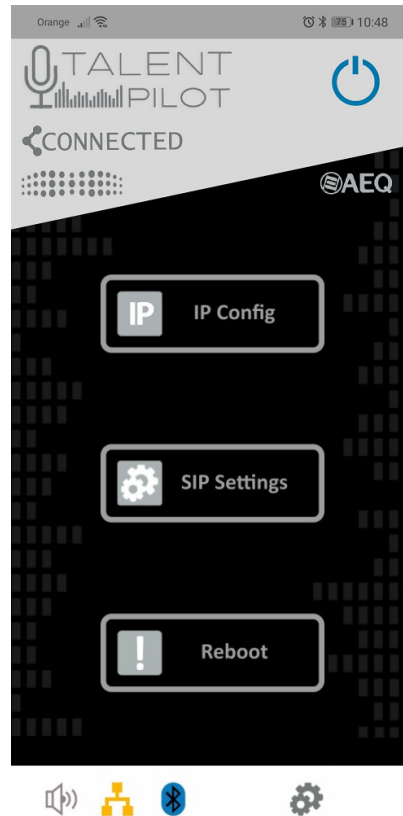 Orange 75 10:48
TALENT
PILOT
CONNECTED
AEQ
IP IP Config
SIP Settings
! Reboot